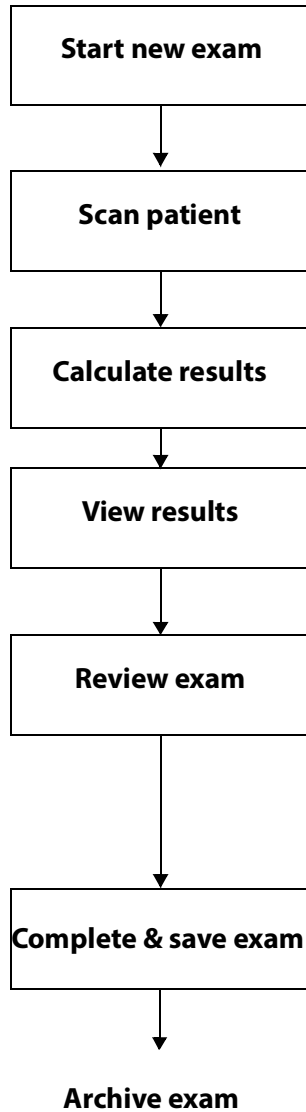 Start new exam
Scan patient
Calculate results
View results
Review exam
Complete & save exam
Archive exam